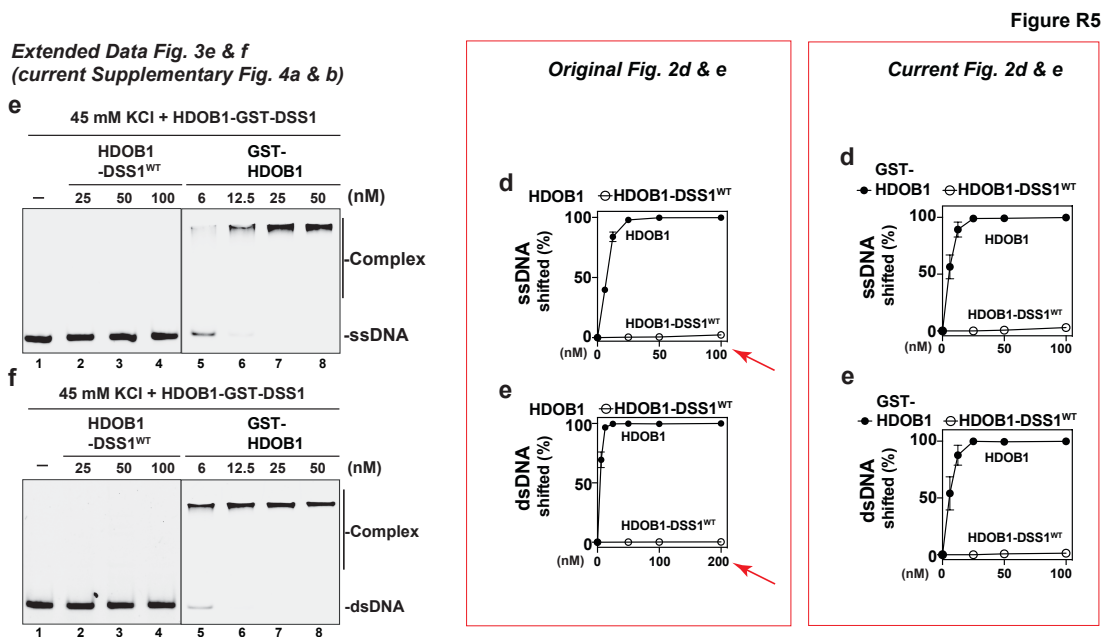 Figure R5
Extended Data Fig. 3e & f
(current Supplementary Fig. 4a & b)
e
45 mM KCl + HDOB1-GST-DSS1
HDOB1
-DSS1WT
GST-
HDOB1
– 25 50 100 6 12.5 25 50 (nM)
-Complex
-ssDNA
1 2 3 4 5 6 7 8
f
45 mM KCl + HDOB1-GST-DSS1
HDOB1
-DSS1WT
GST-
HDOB1
– 25 50 100 6 12.5 25 50 (nM)
-Complex
-dsDNA
1 2 3 4 5 6 7 8
Original Fig. 2d & e
d
HDOB1 HDOB1-DSS1WT
ssDNA
shifted (%)
100
50
0
HDOB1
HDOB1-DSS1WT
(nM) 0 50 100
e
HDOB1 HDOB1-DSS1WT
dsDNA
shifted (%)
100
50
0
HDOB1
HDOB1-DSS1WT
(nM) 0 100 200
Current Fig. 2d & e
d
GST-
HDOB1 HDOB1-DSS1WT
ssDNA
shifted (%)
100
50
0
HDOB1
HDOB1-DSS1WT
(nM) 0 50 100
e
GST-
HDOB1 HDOB1-DSS1WT
dsDNA
shifted (%)
100
50
0
HDOB1
HDOB1-DSS1WT
(nM) 0 50 100